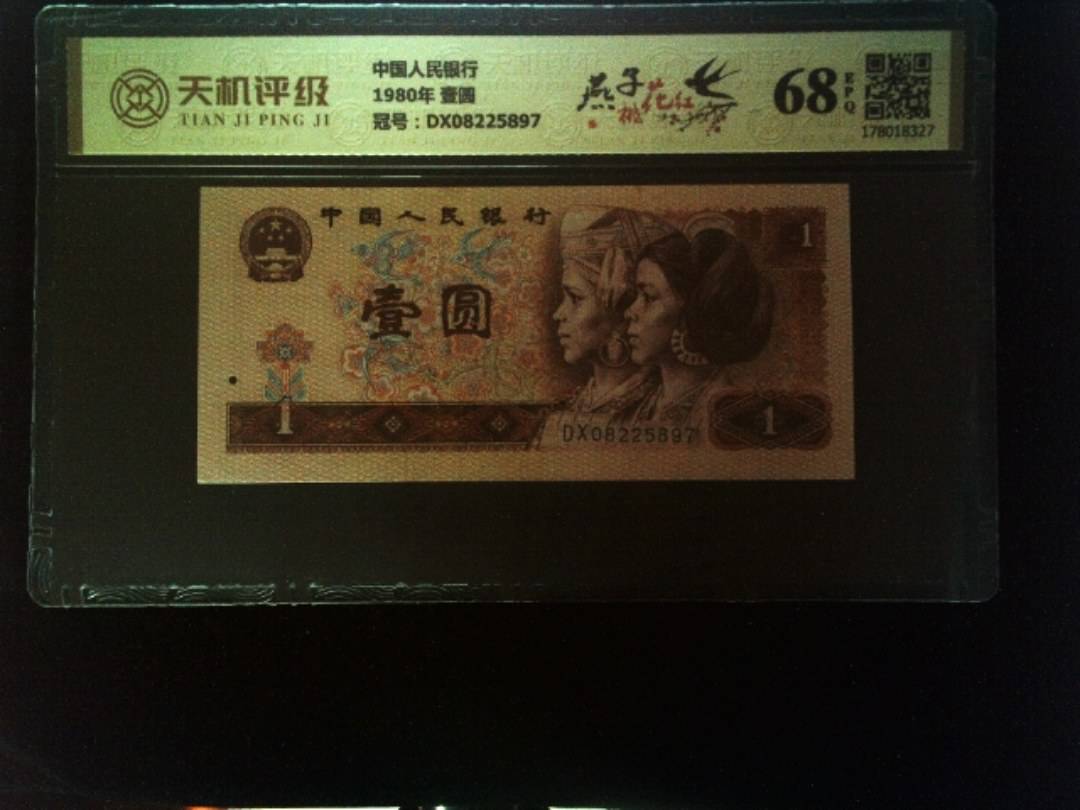 天机评级
TIAN JI PING JI
中国人民银行
1980年 壹圆
冠号：DX08225897
燕子
桃花红
68
EPQ
178018327
中国人民银行
1
壹圆
1
DX08225897
1